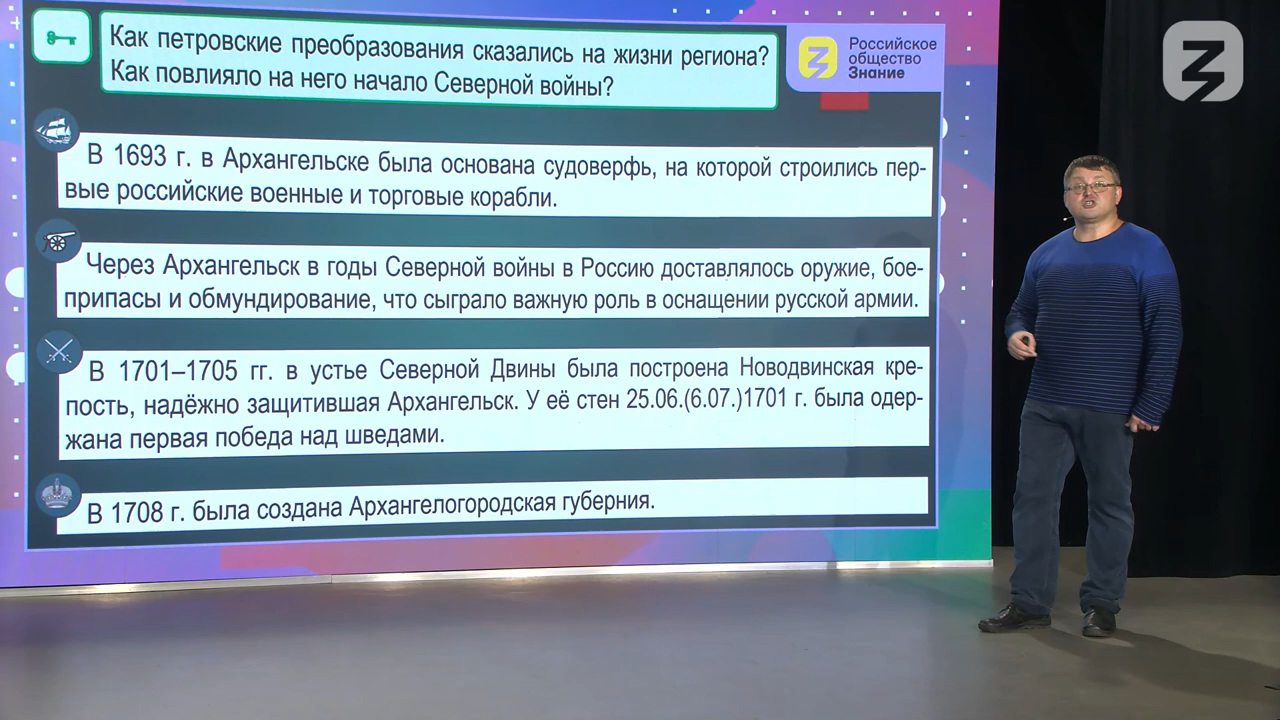 Как петровские преобразования сказались на жизни региона?
Как повлияло на него начало Северной войны?
Российское
общество
Знание
В 1693 г. в Архангельске была основана судоверфь, на которой строились пер-
вые российские военные и торговые корабли.
Через Архангельск в годы Северной войны в Россию доставлялось оружие, бое-
припасы и обмундирование, что сыграло важную роль в оснащении русской армии.
В 1701–1705 гг. в устье Северной Двины была построена Новодвинская кре-
пость, надёжно защитившая Архангельск. У её стен 25.06.(6.07.)1701 г. была одер-
жана первая победа над шведами.
В 1708 г. была создана Архангелогородская губерния.